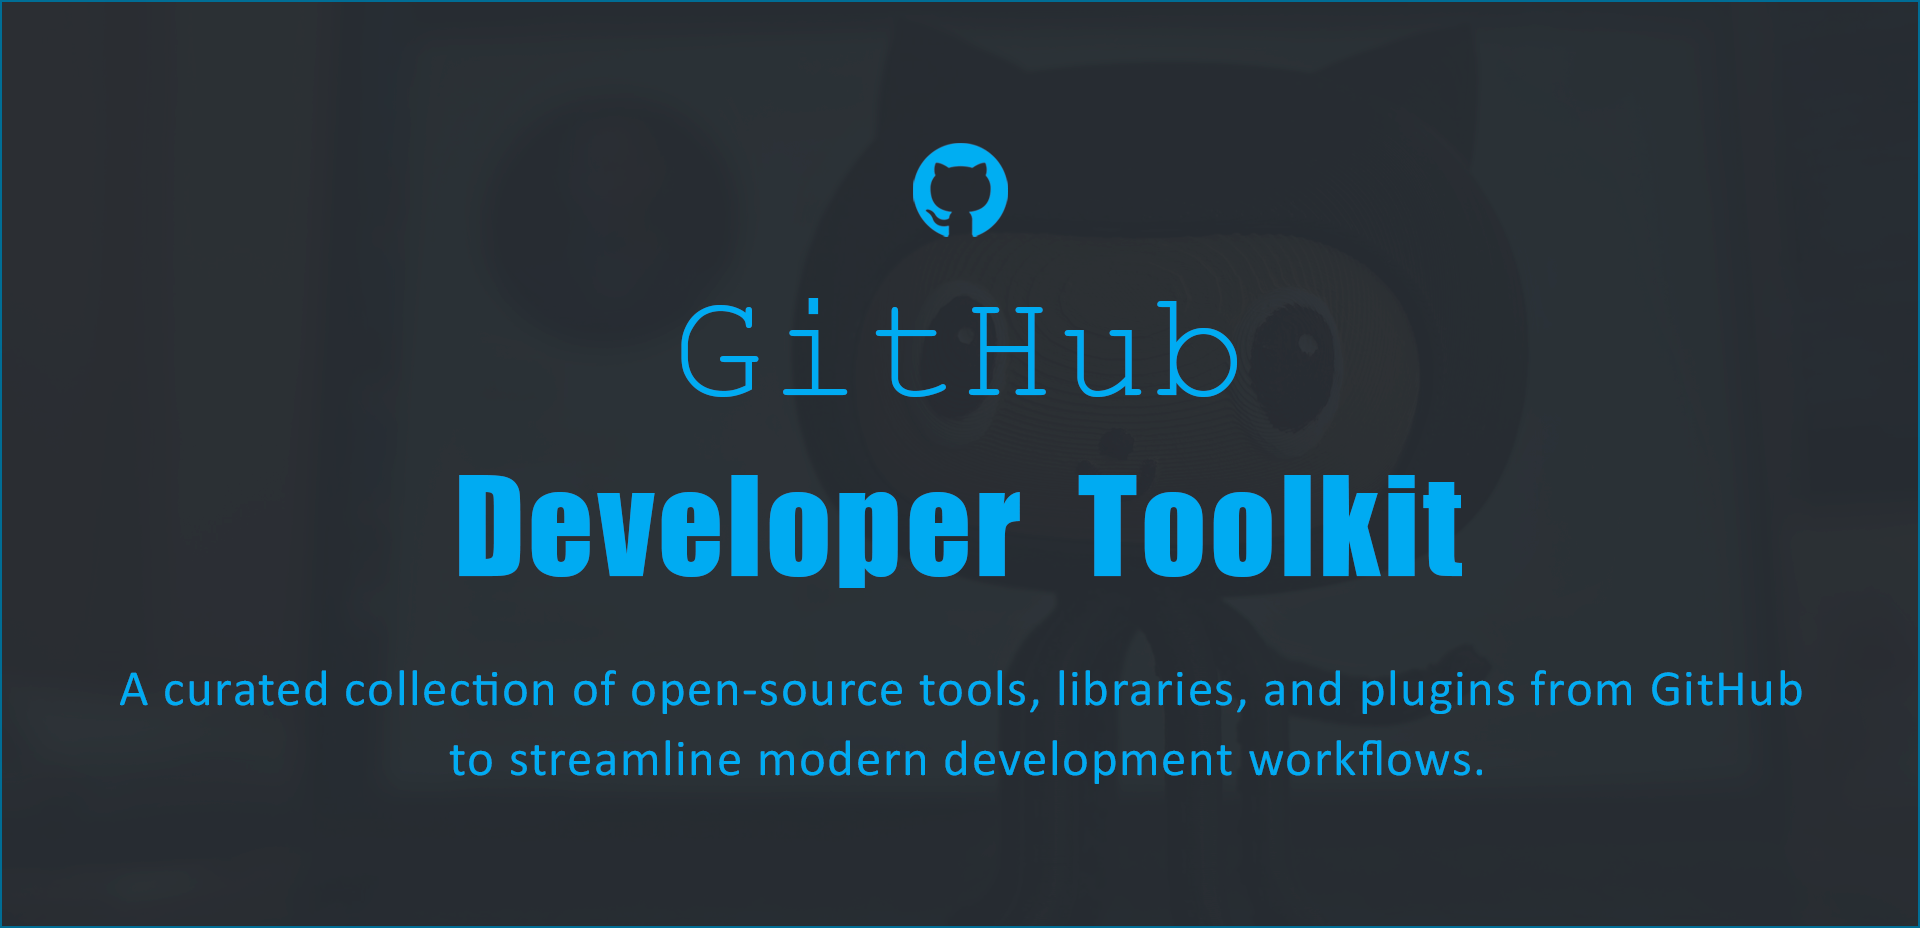 GitHub
Developer Toolkit
A curated collection of open-source tools, libraries, and plugins from GitHub
to streamline modern development workflows.